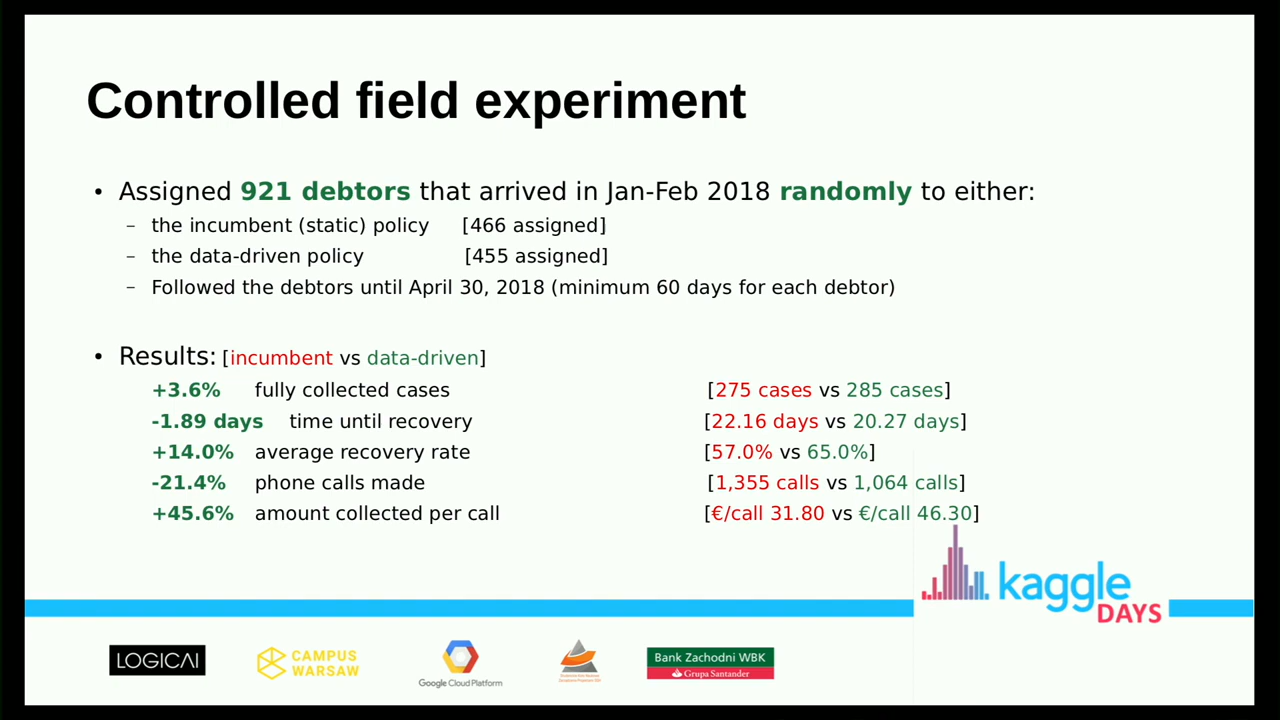 Controlled field experiment
• Assigned 921 debtors that arrived in Jan-Feb 2018 randomly to either:
– the incumbent (static) policy [466 assigned]
– the data-driven policy [455 assigned]
– Followed the debtors until April 30, 2018 (minimum 60 days for each debtor)
• Results: [incumbent vs data-driven]
+3.6% fully collected cases [275 cases vs 285 cases]
-1.89 days time until recovery [22.16 days vs 20.27 days]
+14.0% average recovery rate [57.0% vs 65.0%]
-21.4% phone calls made [1,355 calls vs 1,064 calls]
+45.6% amount collected per call [€/call 31.80 vs €/call 46.30]
kaggle
DAYS
LOGICAI
CAMPUS
WARSAW
Google Cloud Platform
Bank Zachodni WBK
Grupa Santander